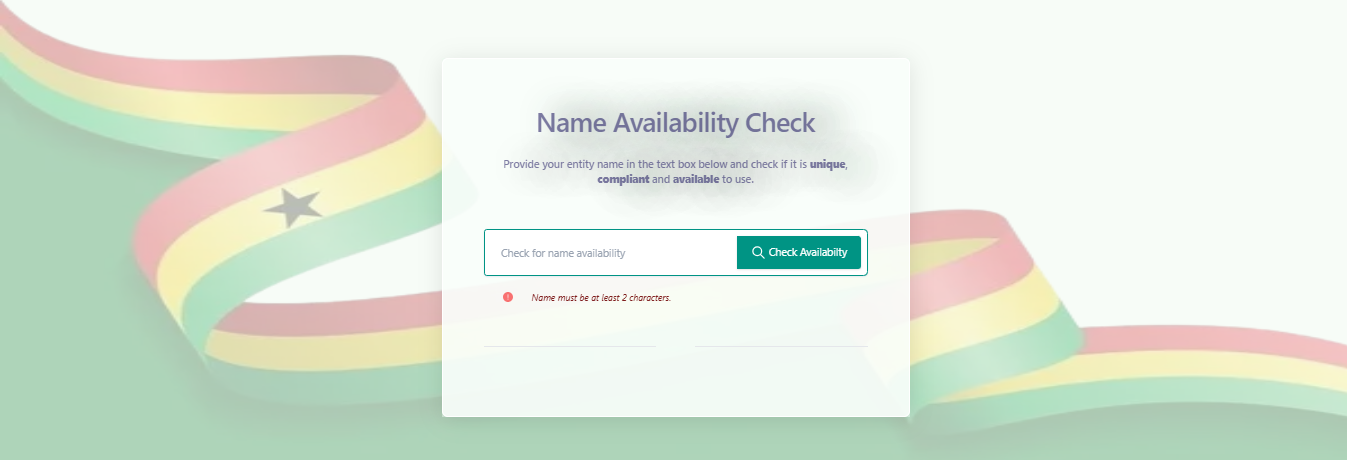 Name Availability Check
Provide your entity name in the text box below and check if it is unique,
compliant and available to use.
Check for name availability
Check Availabilty
Name must be at least 2 characters.